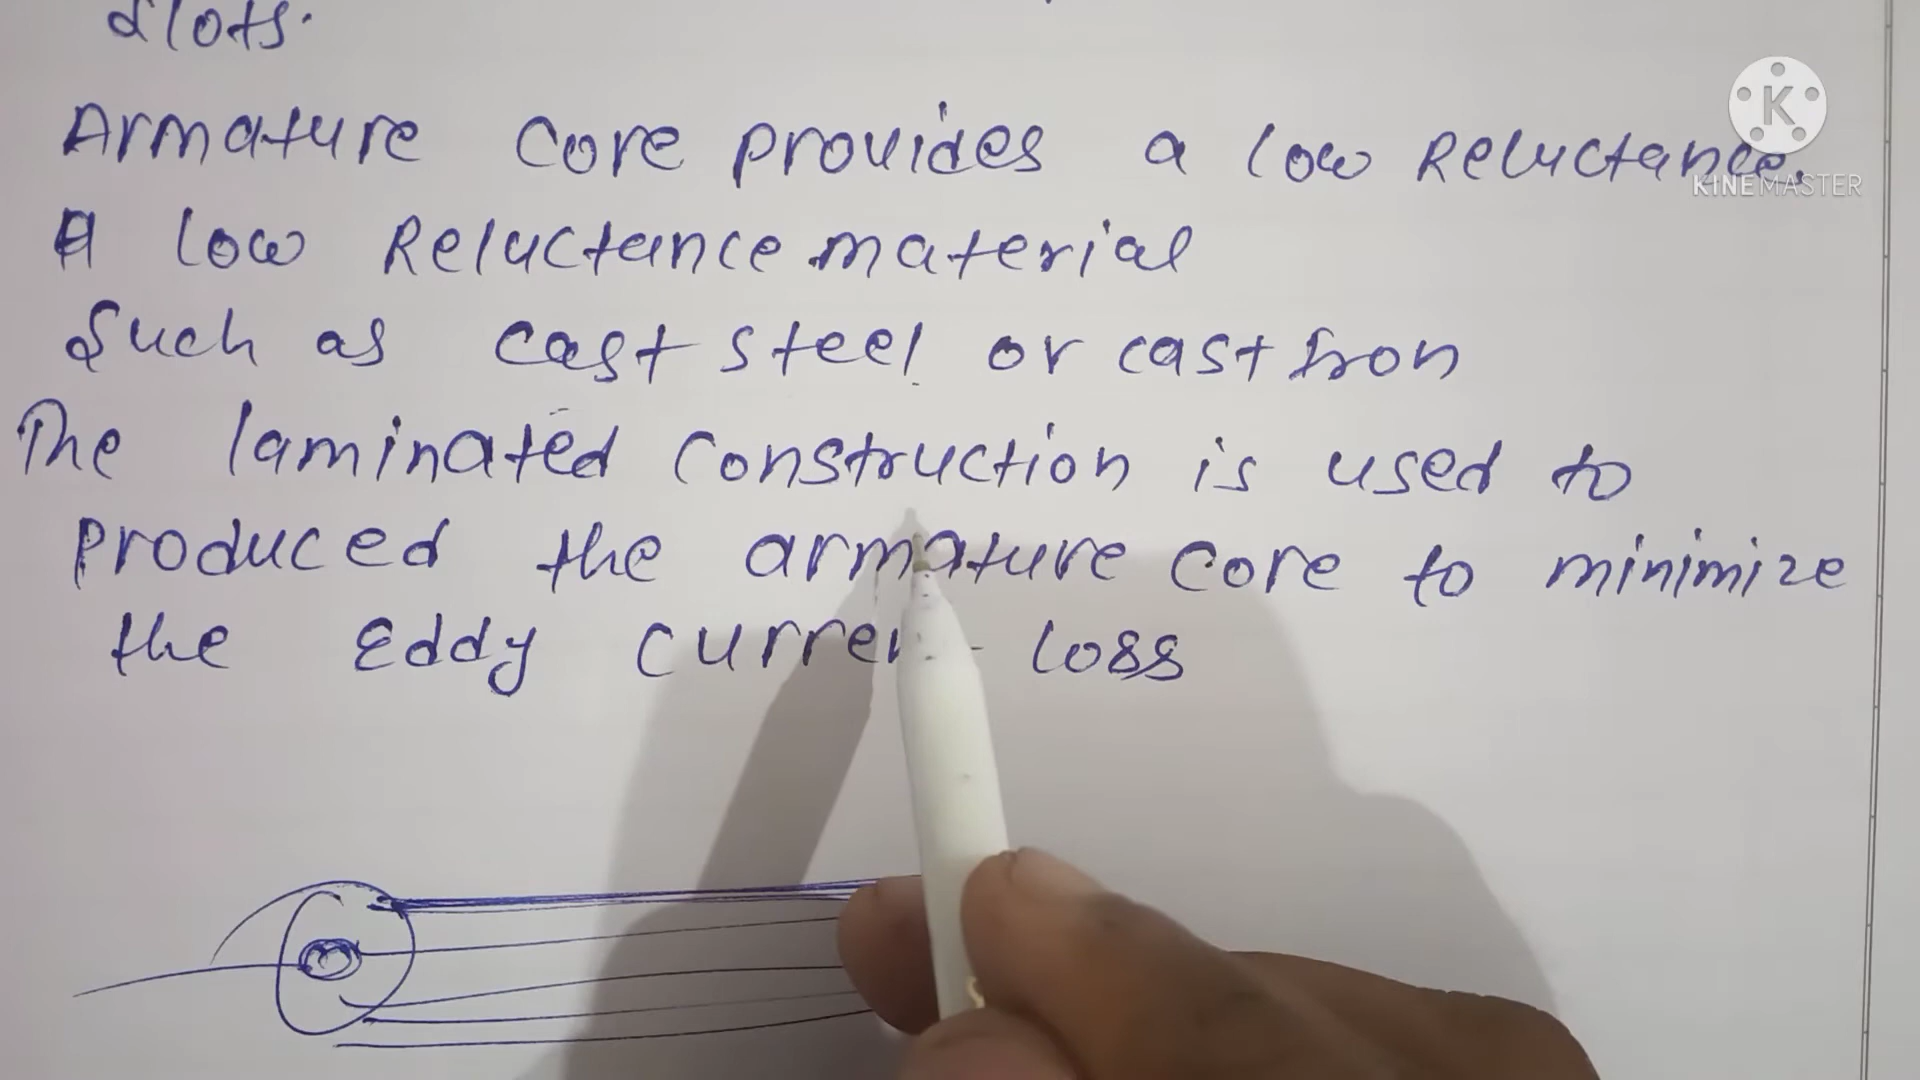 slots.
Armature core provides a low Reluctance.
A low Reluctance material
Such as cast steel or cast Iron
The laminated construction is used to
produced the armature core to minimize
the Eddy curren loss
K
KINEMASTER